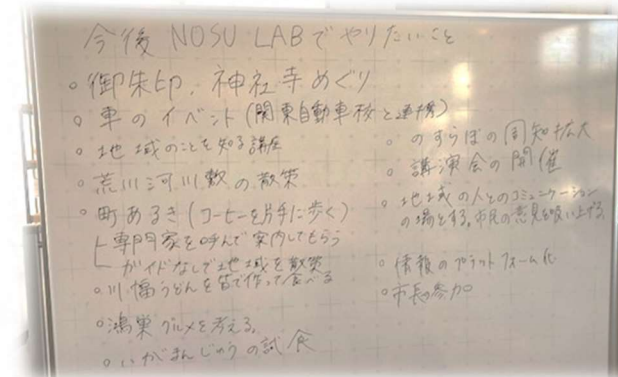 今後 NOSU LABでやりたいこと
○御朱印、神社寺めぐり
○車のイベント(関東自動車校と連携)
○地域のことを知る講座
○荒川河川敷の散策
○町あるき(コーヒーを片手に歩く)
├専門家を呼んで案内してもらう
└ガイドなしで地域を散策
○川幅うどんを皆で作って食べる
○鴻巣グルメを考える。
○いがまんじゅうの試食
○のすらぼの周知拡大
○講演会の開催
○地域の人とのコミュニケーション
の場とする。市民の意見を吸い上げる。
○情報のプラットフォーム化
○市長の参加